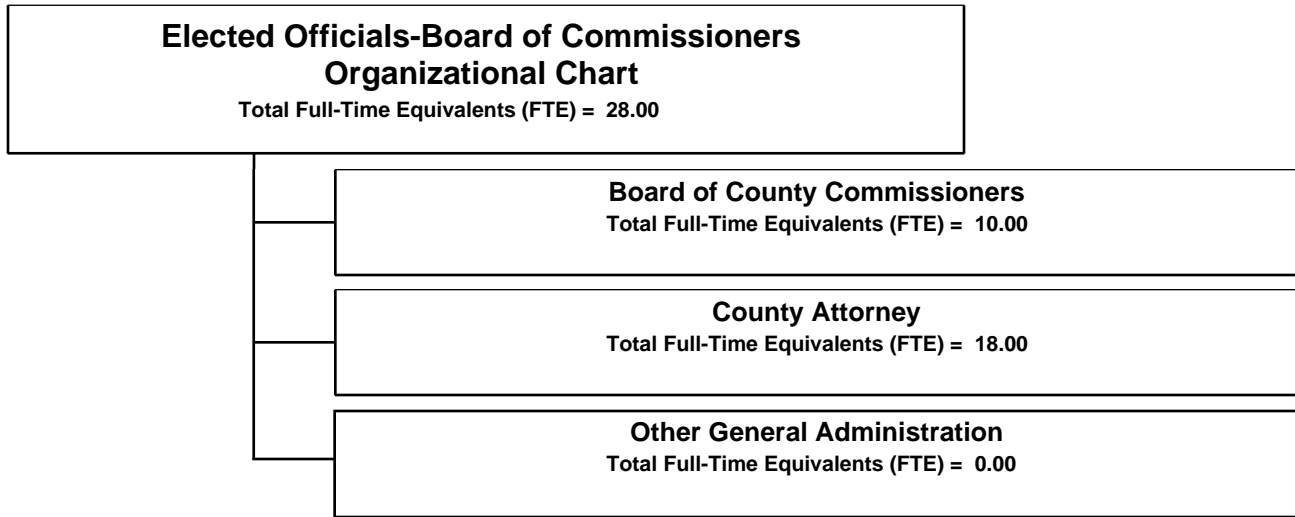 Elected Officials-Board of Commissioners
Organizational Chart
Total Full-Time Equivalents (FTE) = 28.00
Board of County Commissioners
Total Full-Time Equivalents (FTE) = 10.00
County Attorney
Total Full-Time Equivalents (FTE) = 18.00
Other General Administration
Total Full-Time Equivalents (FTE) = 0.00